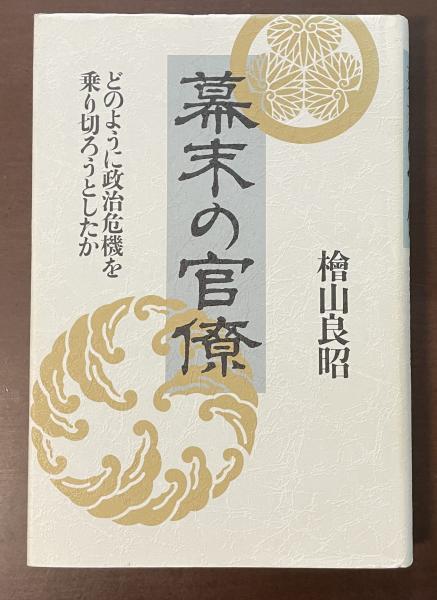 幕末の官僚
どのように政治危機を
乗り切ろうとしたか
檜山良昭